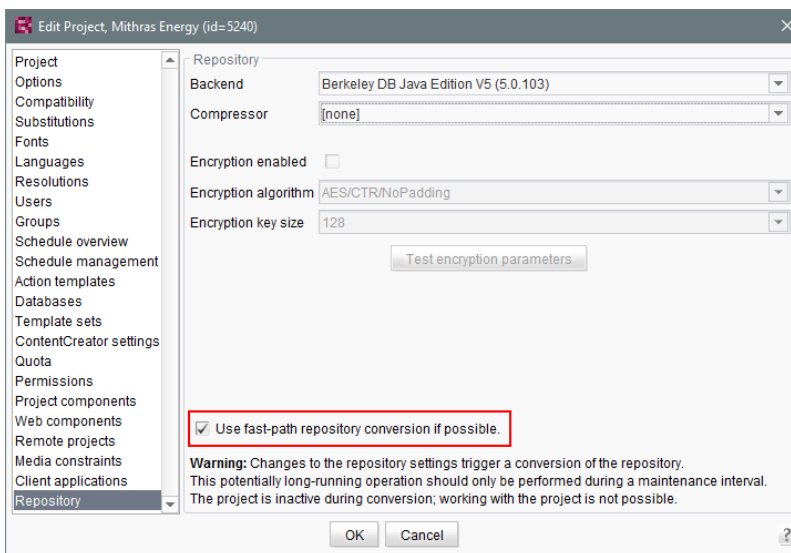 Edit Project, Mithras Energy (id=5240)
Project
Options
Compatibility
Substitutions
Fonts
Languages
Resolutions
Users
Groups
Schedule overview
Schedule management
Action templates
Databases
Template sets
ContentCreator settings
Quota
Permissions
Project components
Web components
Remote projects
Media constraints
Client applications
Repository
Repository
Backend Berkeley DB Java Edition V5 (5.0.103)
Compressor [none]
Encryption enabled
Encryption algorithm AES/CTR/NoPadding
Encryption key size 128
Test encryption parameters
Use fast-path repository conversion if possible.
Warning: Changes to the repository settings trigger a conversion of the repository.
This potentially long-running operation should only be performed during a maintenance interval.
The project is inactive during conversion; working with the project is not possible.
OK Cancel ?